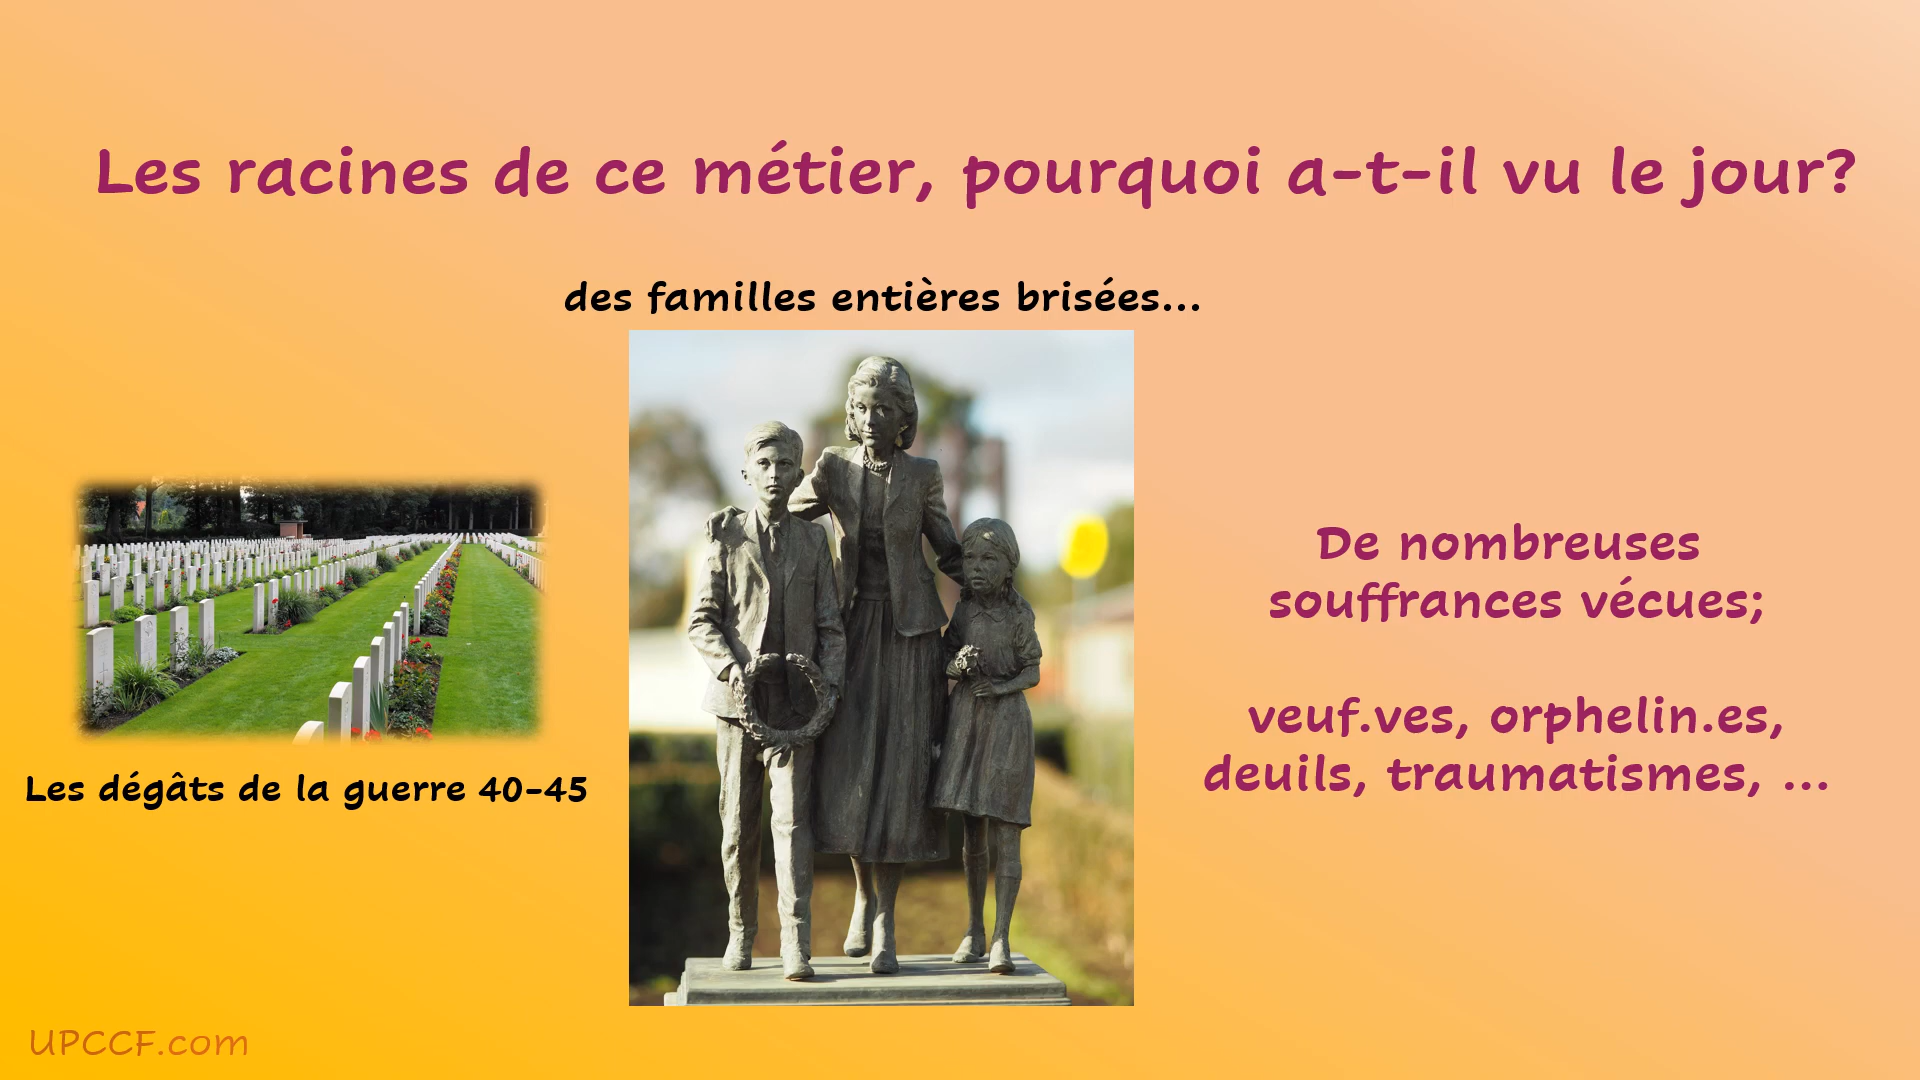 Les racines de ce métier, pourquoi a-t-il vu le jour?
des familles entières brisées...
Les dégâts de la guerre 40-45
De nombreuses
souffrances vécues;
veuf.ves, orphelin.es,
deuils, traumatismes, ...
UPCCF.com